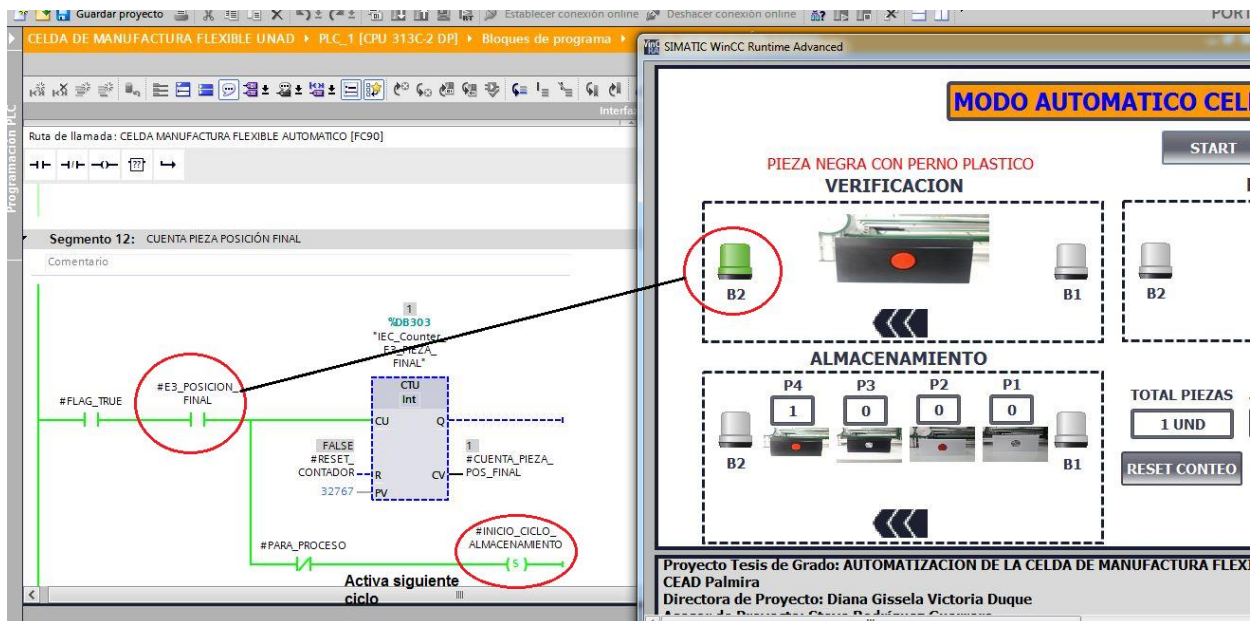 Guardar proyecto
Establecer conexión online
Deshacer conexión online
PORT
CELDA DE MANUFACTURA FLEXIBLE UNAD
PLC_1 [CPU 313C-2 DP]
Bloques de programa
SIMATIC WinCC Runtime Advanced
Programación PLC
Interfa
Ruta de llamada: CELDA MANUFACTURA FLEXIBLE AUTOMATICO [FC90]
??
Segmento 12: CUENTA PIEZA POSICIÓN FINAL
Comentario
1
%DB303
"IEC_Counter_
E3_PIEZA_
FINAL"
CTU
Int
#FLAG_TRUE
#E3_POSICION_
FINAL
CU
Q
FALSE
#RESET_
CONTADOR
R
32767
PV
CV
1
#CUENTA_PIEZA_
POS_FINAL
#PARA_PROCESO
#INICIO_CICLO_
ALMACENAMIENTO
S
Activa siguiente
ciclo
MODO AUTOMATICO CEL
START
PIEZA NEGRA CON PERNO PLASTICO
VERIFICACION
B2
B1
B2
ALMACENAMIENTO
P4
P3
P2
P1
1
0
0
0
B2
B1
TOTAL PIEZAS
1 UND
RESET CONTEO
Proyecto Tesis de Grado: AUTOMATIZACION DE LA CELDA DE MANUFACTURA FLEXI
CEAD Palmira
Directora de Proyecto: Diana Gissela Victoria Duque